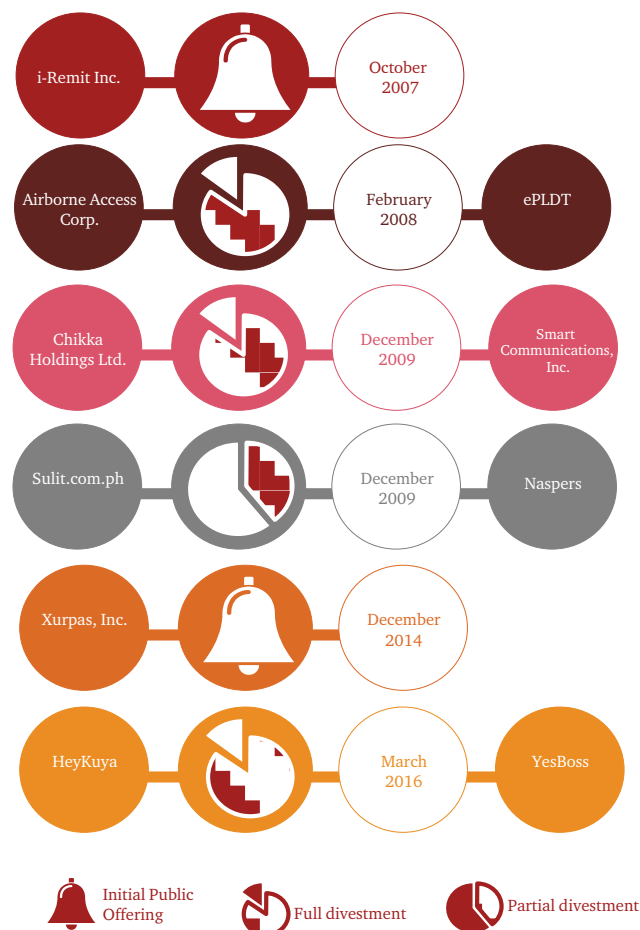 i-Remit Inc.
October
2007
Airborne Access
Corp.
February
2008
ePLDT
Chikka
Holdings Ltd.
December
2009
Smart
Communications,
Inc.
Sulit.com.ph
December
2009
Naspers
Xurpas, Inc.
December
2014
HeyKuya
March
2016
YesBoss
Initial Public
Offering
Full divestment
Partial divestment